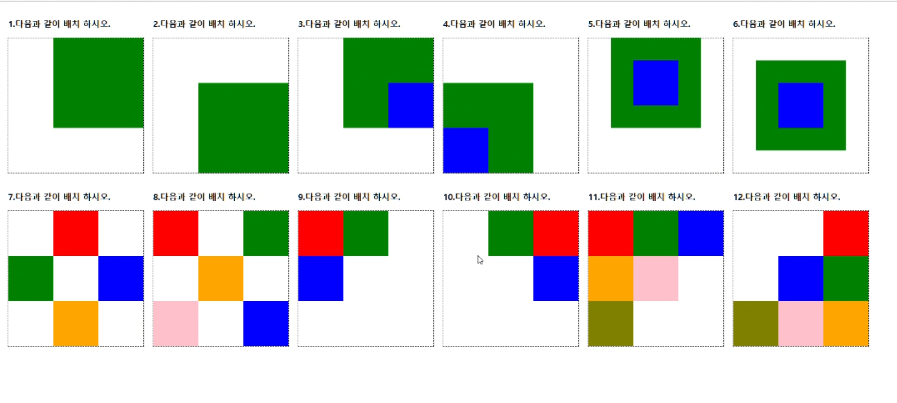 1.다음과 같이 배치 하시오.
2.다음과 같이 배치 하시오.
3.다음과 같이 배치 하시오.
4.다음과 같이 배치 하시오.
5.다음과 같이 배치 하시오.
6.다음과 같이 배치 하시오.
7.다음과 같이 배치 하시오.
8.다음과 같이 배치 하시오.
9.다음과 같이 배치 하시오.
10.다음과 같이 배치 하시오.
11.다음과 같이 배치 하시오.
12.다음과 같이 배치 하시오.